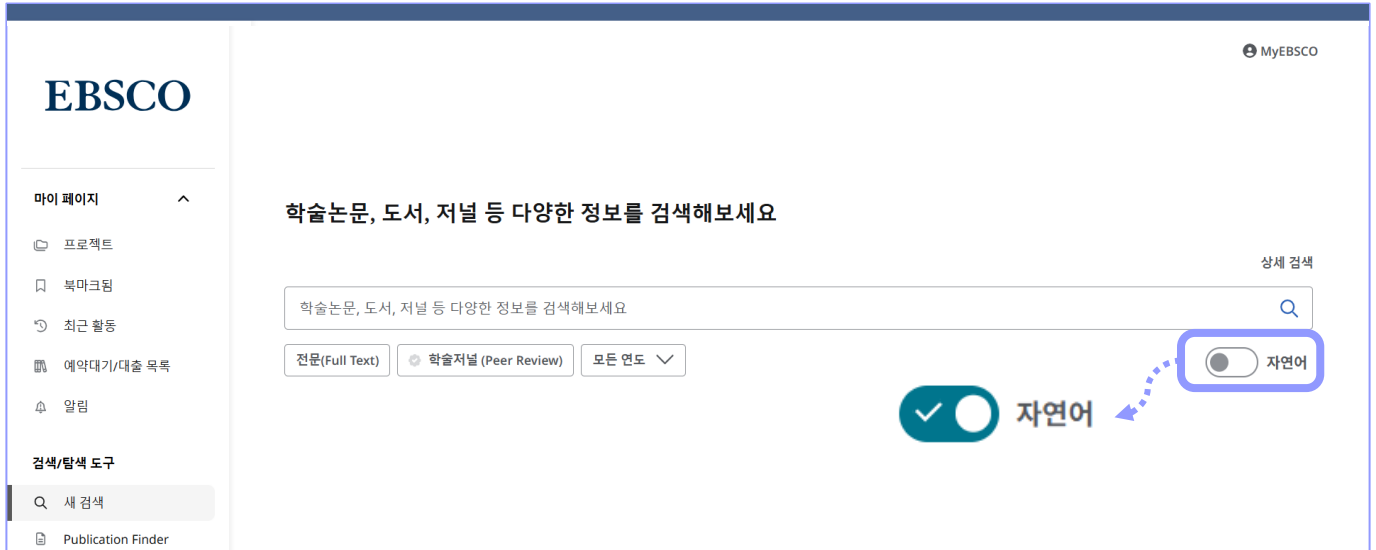 MyEBSCO
EBSCO
마이 페이지
프로젝트
북마크됨
최근 활동
예약대기/대출 목록
알림
검색/탐색 도구
새 검색
Publication Finder
학술논문, 도서, 저널 등 다양한 정보를 검색해보세요
상세 검색
학술논문, 도서, 저널 등 다양한 정보를 검색해보세요
전문(Full Text) 학술저널 (Peer Review) 모든 연도 자연어
자연어